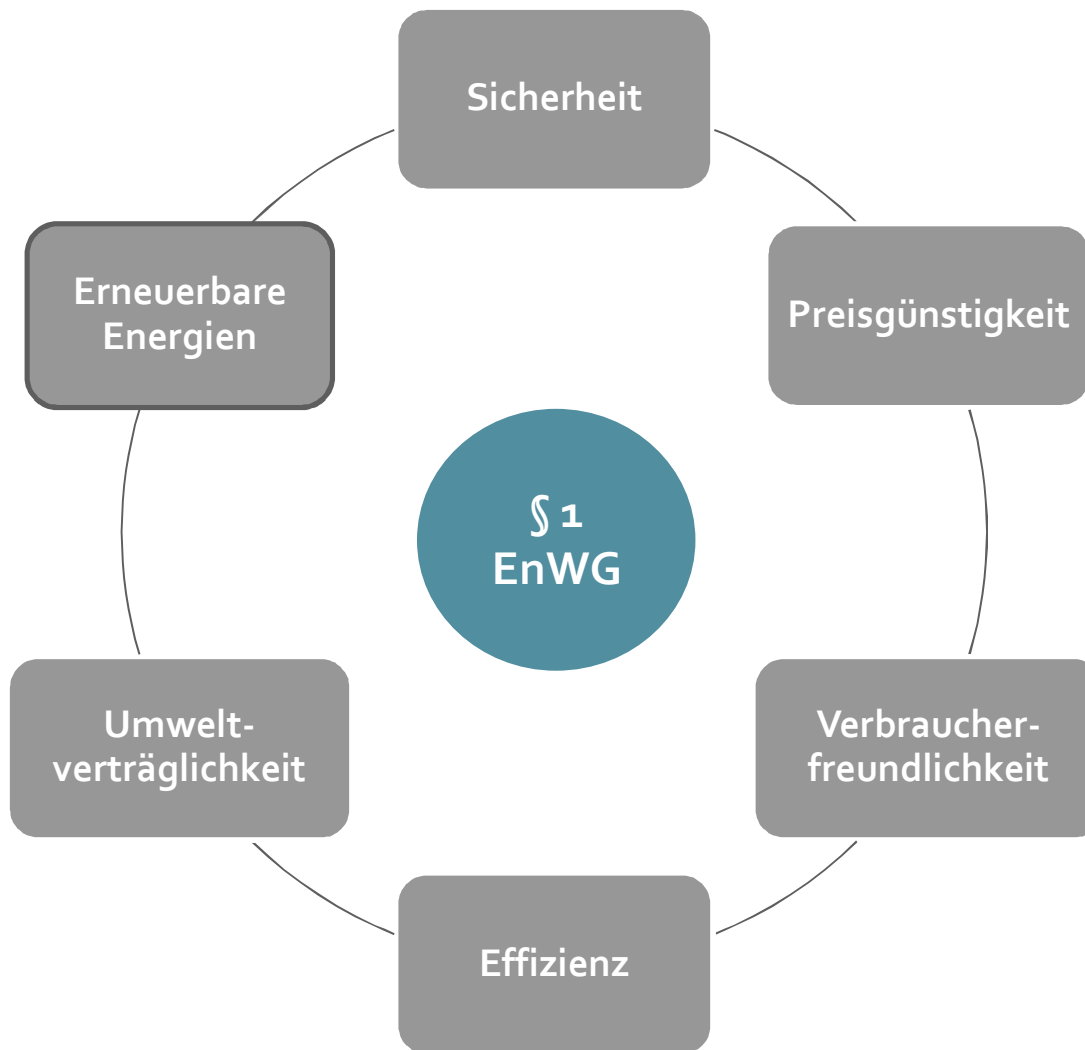 Sicherheit
Preisgünstigkeit
Verbraucher-
freundlichkeit
Effizienz
Umwelt-
verträglichkeit
Erneuerbare
Energien
§ 1
EnWG